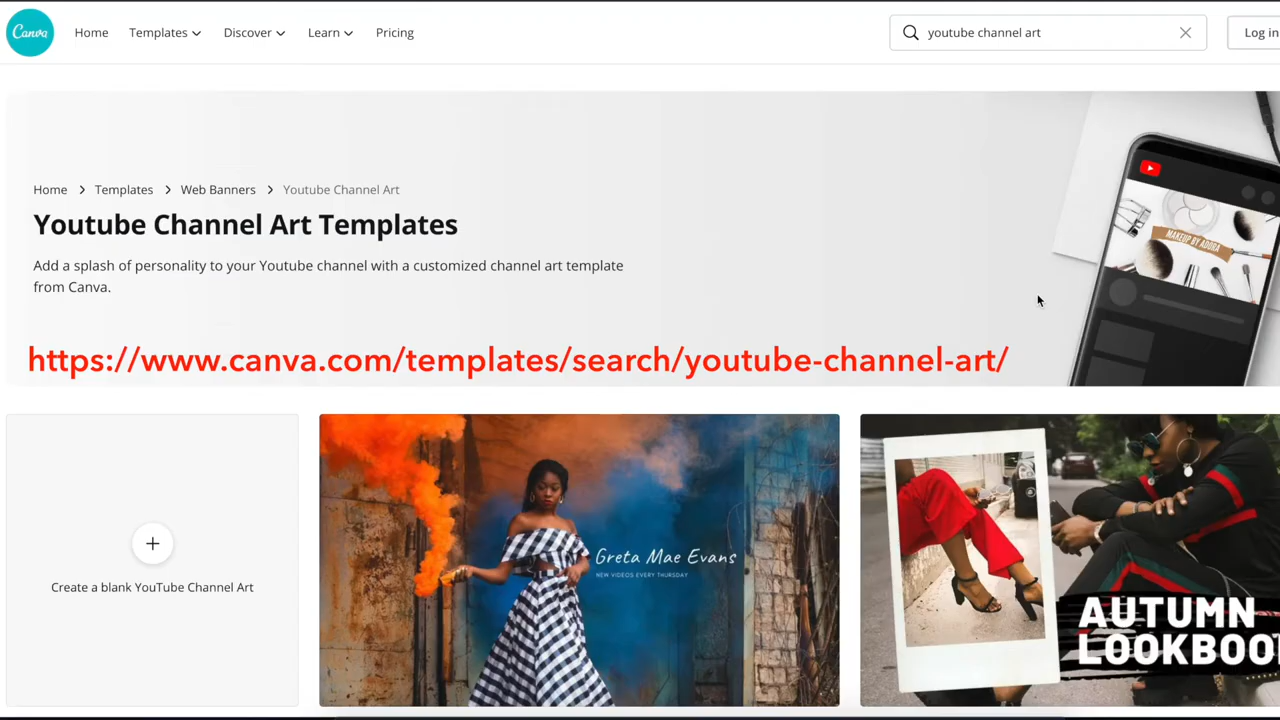 Canva
Home Templates Discover Learn Pricing
youtube channel art
Log in
Home > Templates > Web Banners > Youtube Channel Art
Youtube Channel Art Templates
Add a splash of personality to your Youtube channel with a customized channel art template
from Canva.
MAKEUP BY ADORA
https://www.canva.com/templates/search/youtube-channel-art/
Create a blank YouTube Channel Art
Greta Mae Evans
NEW VIDEOS EVERY THURSDAY
AUTUMN
LOOKBOO